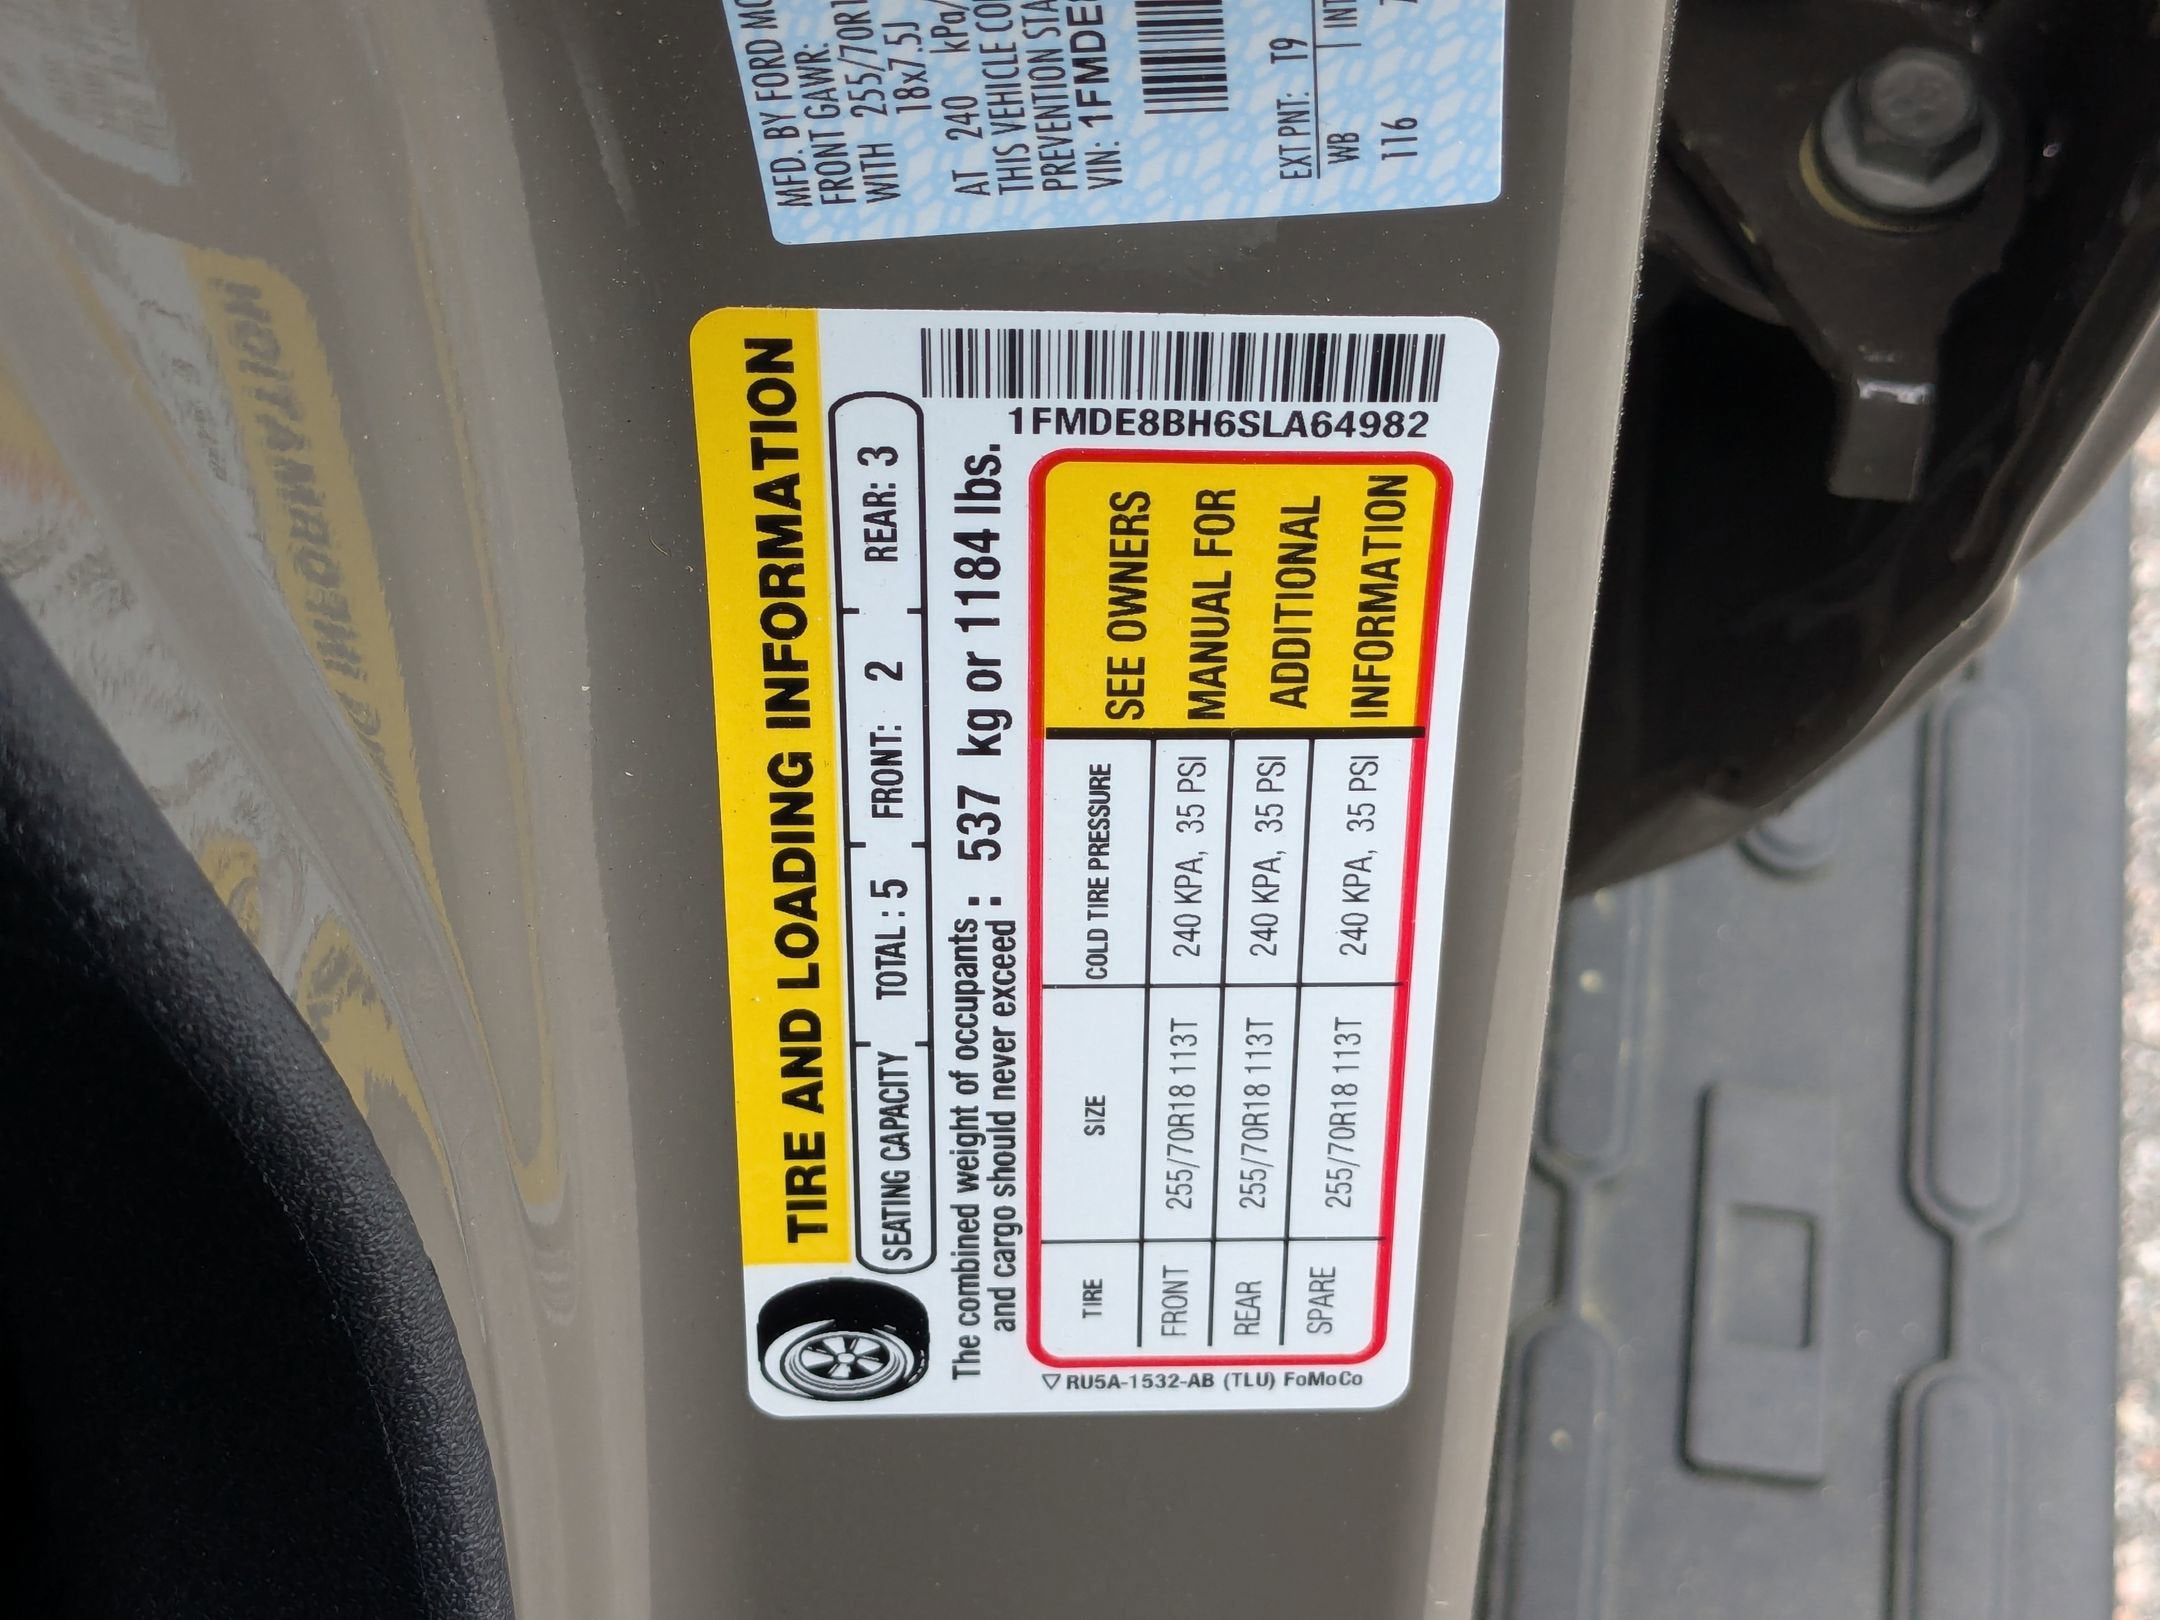 MFD. BY FORD MO
FRONT GAWR:
WITH 255/70R1
18x7.5J
AT 240 kPa/
THIS VEHICLE CO
PREVENTION STA
VIN: 1FMDE
EXT PNT: T9
WB INT
116 7
TIRE AND LOADING INFORMATION
SEATING CAPACITY TOTAL : 5 FRONT: 2 REAR: 3
The combined weight of occupants : 537 kg or 1184 lbs.
and cargo should never exceed :
1FMDE8BH6SLA64982
TIRE SIZE COLD TIRE PRESSURE
FRONT 255/70R18 113T 240 KPA, 35 PSI
REAR 255/70R18 113T 240 KPA, 35 PSI
SPARE 255/70R18 113T 240 KPA, 35 PSI
SEE OWNERS
MANUAL FOR
ADDITIONAL
INFORMATION
RU5A-1532-AB (TLU) FoMoCo